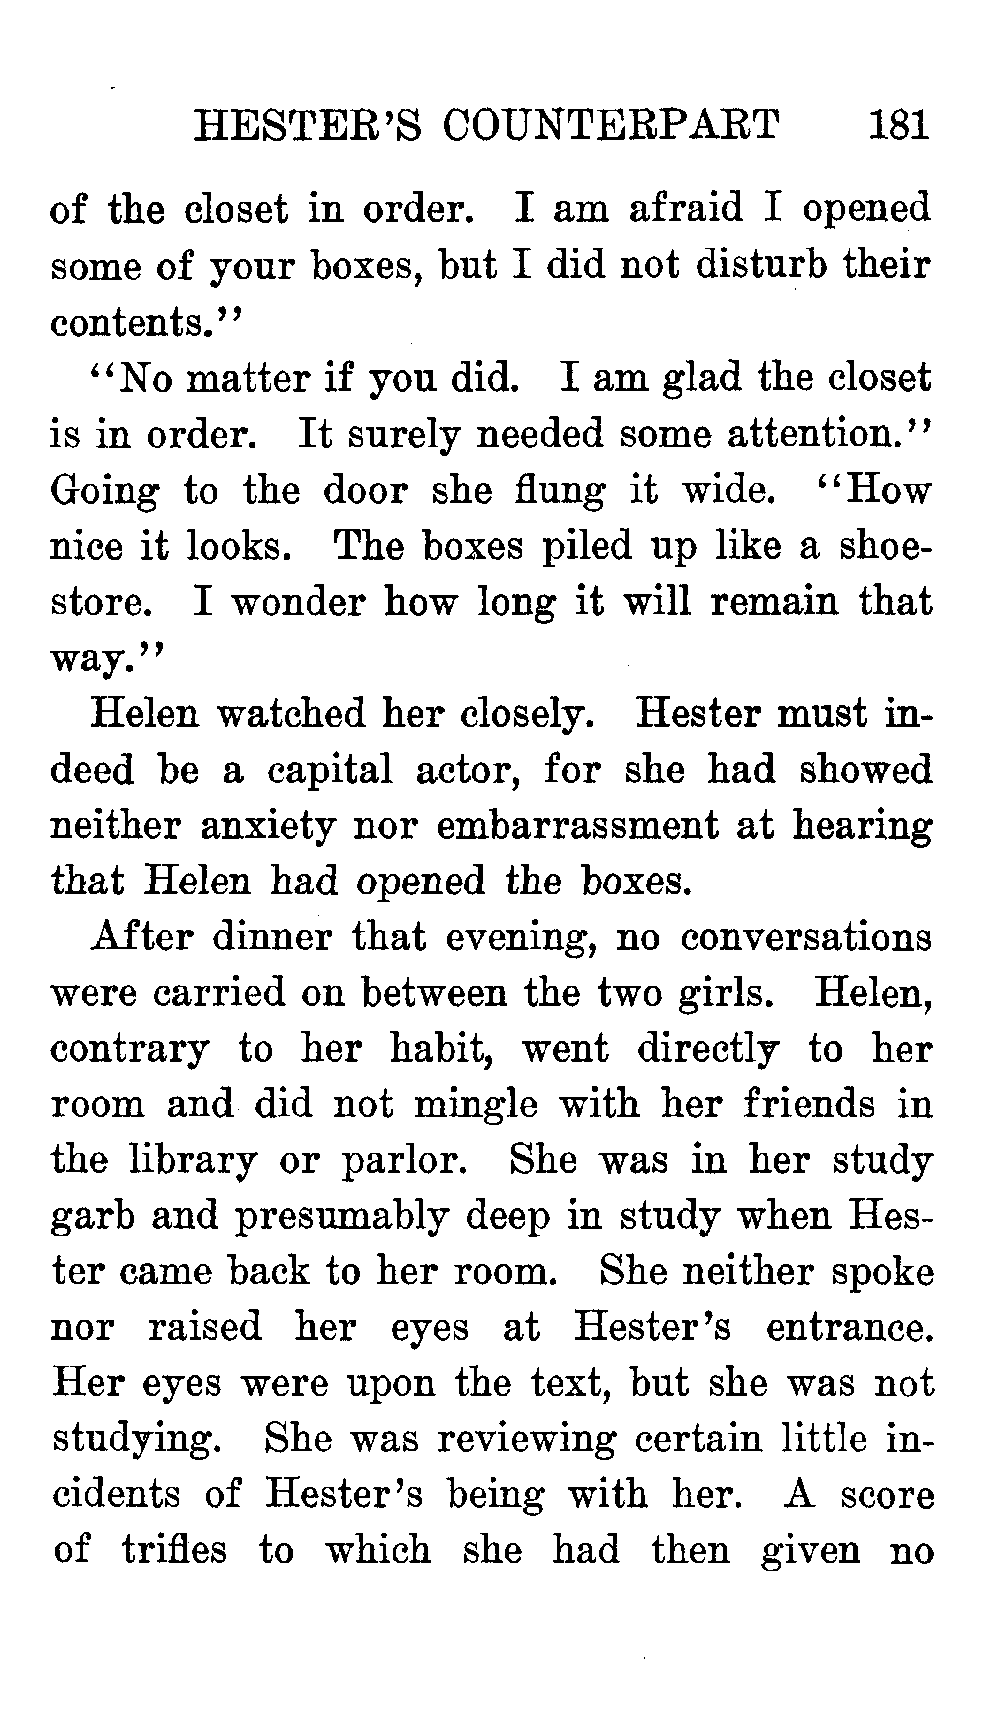 HESTER'S COUNTERPART 181
of the closet in order. I am afraid I opened
some of your boxes, but I did not disturb their
contents."
"No matter if you did. I am glad the closet
is in order. It surely needed some attention."
Going to the door she flung it wide. "How
nice it looks. The boxes piled up like a shoe-
store. I wonder how long it will remain that
way."
Helen watched her closely. Hester must in-
deed be a capital actor, for she had showed
neither anxiety nor embarrassment at hearing
that Helen had opened the boxes.
After dinner that evening, no conversations
were carried on between the two girls. Helen,
contrary to her habit, went directly to her
room and did not mingle with her friends in
the library or parlor. She was in her study
garb and presumably deep in study when Hes-
ter came back to her room. She neither spoke
nor raised her eyes at Hester's entrance.
Her eyes were upon the text, but she was not
studying. She was reviewing certain little in-
cidents of Hester's being with her. A score
of trifles to which she had then given no